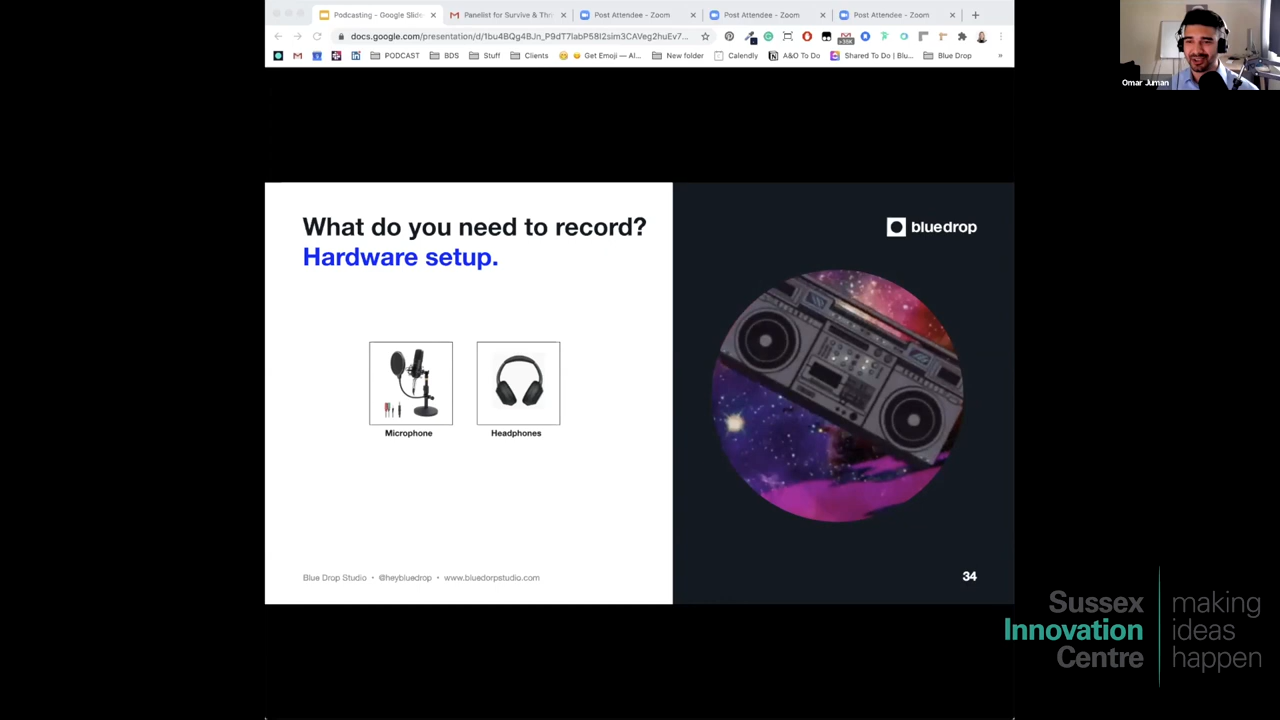 Podcasting - Google Slide
Panelist for Survive & Thr
Post Attendee - Zoom
Post Attendee - Zoom
Post Attendee - Zoom
docs.google.com/presentation/d/
PODCAST
BDS
Stuff
Clients
Get Emoji — Al...
New folder
Calendly
A&O To Do
Shared To Do | Blu...
Blue Drop
Omar Juman
What do you need to record?
Hardware setup.
bluedrop
Microphone
Headphones
Blue Drop Studio • @heybluedrop • www.bluedorpstudio.com
34
Sussex
Innovation
Centre
making
ideas
happen